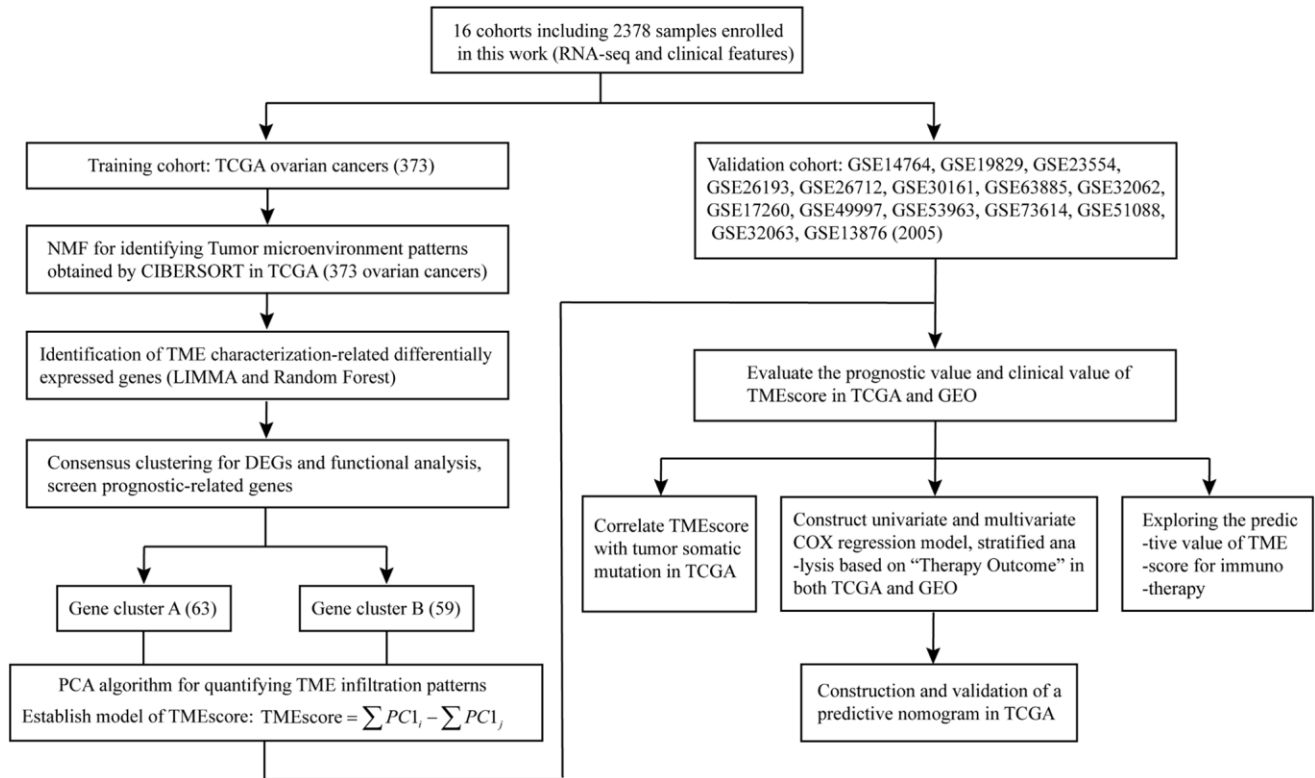 16 cohorts including 2378 samples enrolled
in this work (RNA-seq and clinical features)
Training cohort: TCGA ovarian cancers (373)
NMF for identifying Tumor microenvironment patterns
obtained by CIBERSORT in TCGA (373 ovarian cancers)
Identification of TME characterization-related differentially
expressed genes (LIMMA and Random Forest)
Consensus clustering for DEGs and functional analysis,
screen prognostic-related genes
Gene cluster A (63)
Gene cluster B (59)
PCA algorithm for quantifying TME infiltration patterns
Establish model of TMEscore: TMEscore = ∑ PC1ᵢ − ∑ PC1ⱼ
Validation cohort: GSE14764, GSE19829, GSE23554,
GSE26193, GSE26712, GSE30161, GSE63885, GSE32062,
GSE17260, GSE49997, GSE53963, GSE73614, GSE51088,
GSE32063, GSE13876 (2005)
Evaluate the prognostic value and clinical value of
TMEscore in TCGA and GEO
Correlate TMEscore
with tumor somatic
mutation in TCGA
Construct univariate and multivariate
COX regression model, stratified ana
-lysis based on “Therapy Outcome” in
both TCGA and GEO
Exploring the predic
-tive value of TME
-score for immuno
-therapy
Construction and validation of a
predictive nomogram in TCGA